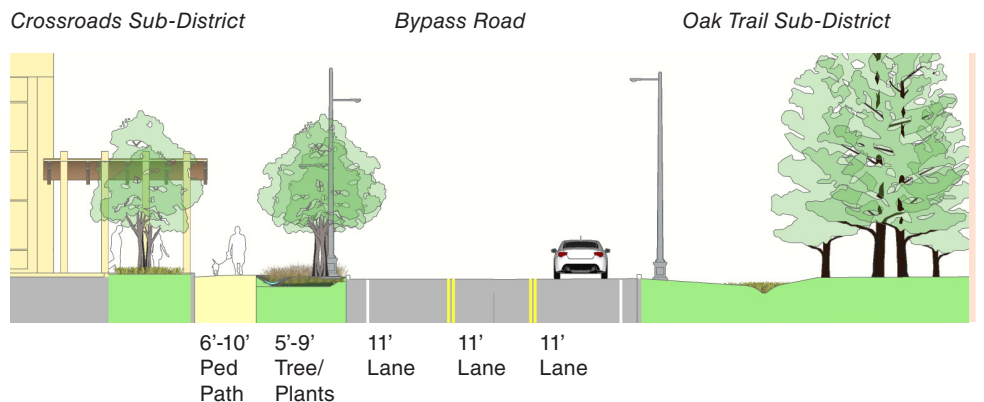 Crossroads Sub-District
Bypass Road
Oak Trail Sub-District
6’-10’
Ped
Path
5’-9’
Tree/
Plants
11’
Lane
11’
Lane
11’
Lane